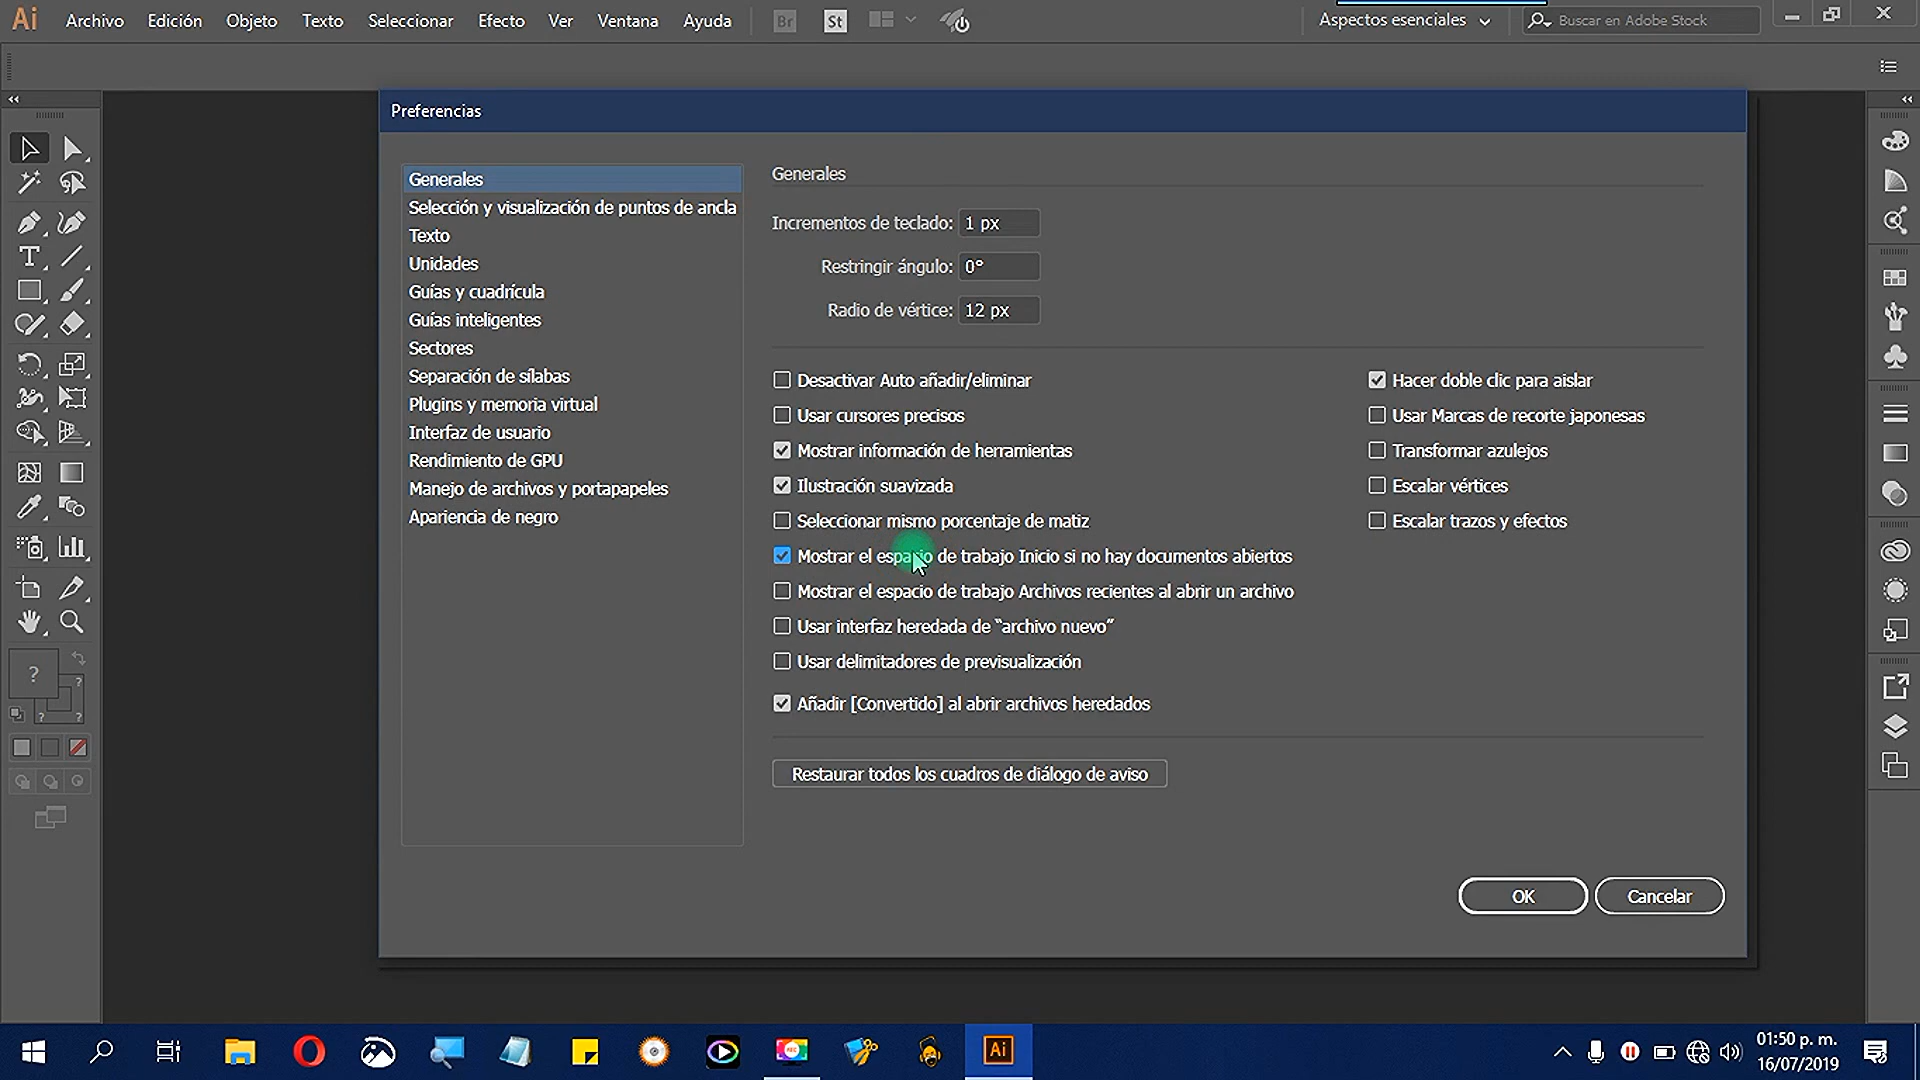 Ai Archivo Edición Objeto Texto Seleccionar Efecto Ver Ventana Ayuda Br St Aspectos esenciales Buscar en Adobe Stock
Preferencias
Generales
Selección y visualización de puntos de ancla
Texto
Unidades
Guías y cuadrícula
Guías inteligentes
Sectores
Separación de sílabas
Plugins y memoria virtual
Interfaz de usuario
Rendimiento de GPU
Manejo de archivos y portapapeles
Apariencia de negro
Generales
Incrementos de teclado: 1 px
Restringir ángulo: 0°
Radio de vértice: 12 px
Desactivar Auto añadir/eliminar
Usar cursores precisos
Mostrar información de herramientas
Ilustración suavizada
Seleccionar mismo porcentaje de matiz
Mostrar el espacio de trabajo Inicio si no hay documentos abiertos
Mostrar el espacio de trabajo Archivos recientes al abrir un archivo
Usar interfaz heredada de “archivo nuevo”
Usar delimitadores de previsualización
Añadir [Convertido] al abrir archivos heredados
Hacer doble clic para aislar
Usar Marcas de recorte japonesas
Transformar azulejos
Escalar vértices
Escalar trazos y efectos
Restaurar todos los cuadros de diálogo de aviso
OK Cancelar
?
?
? ?
REC
Ai
01:50 p. m.
16/07/2019